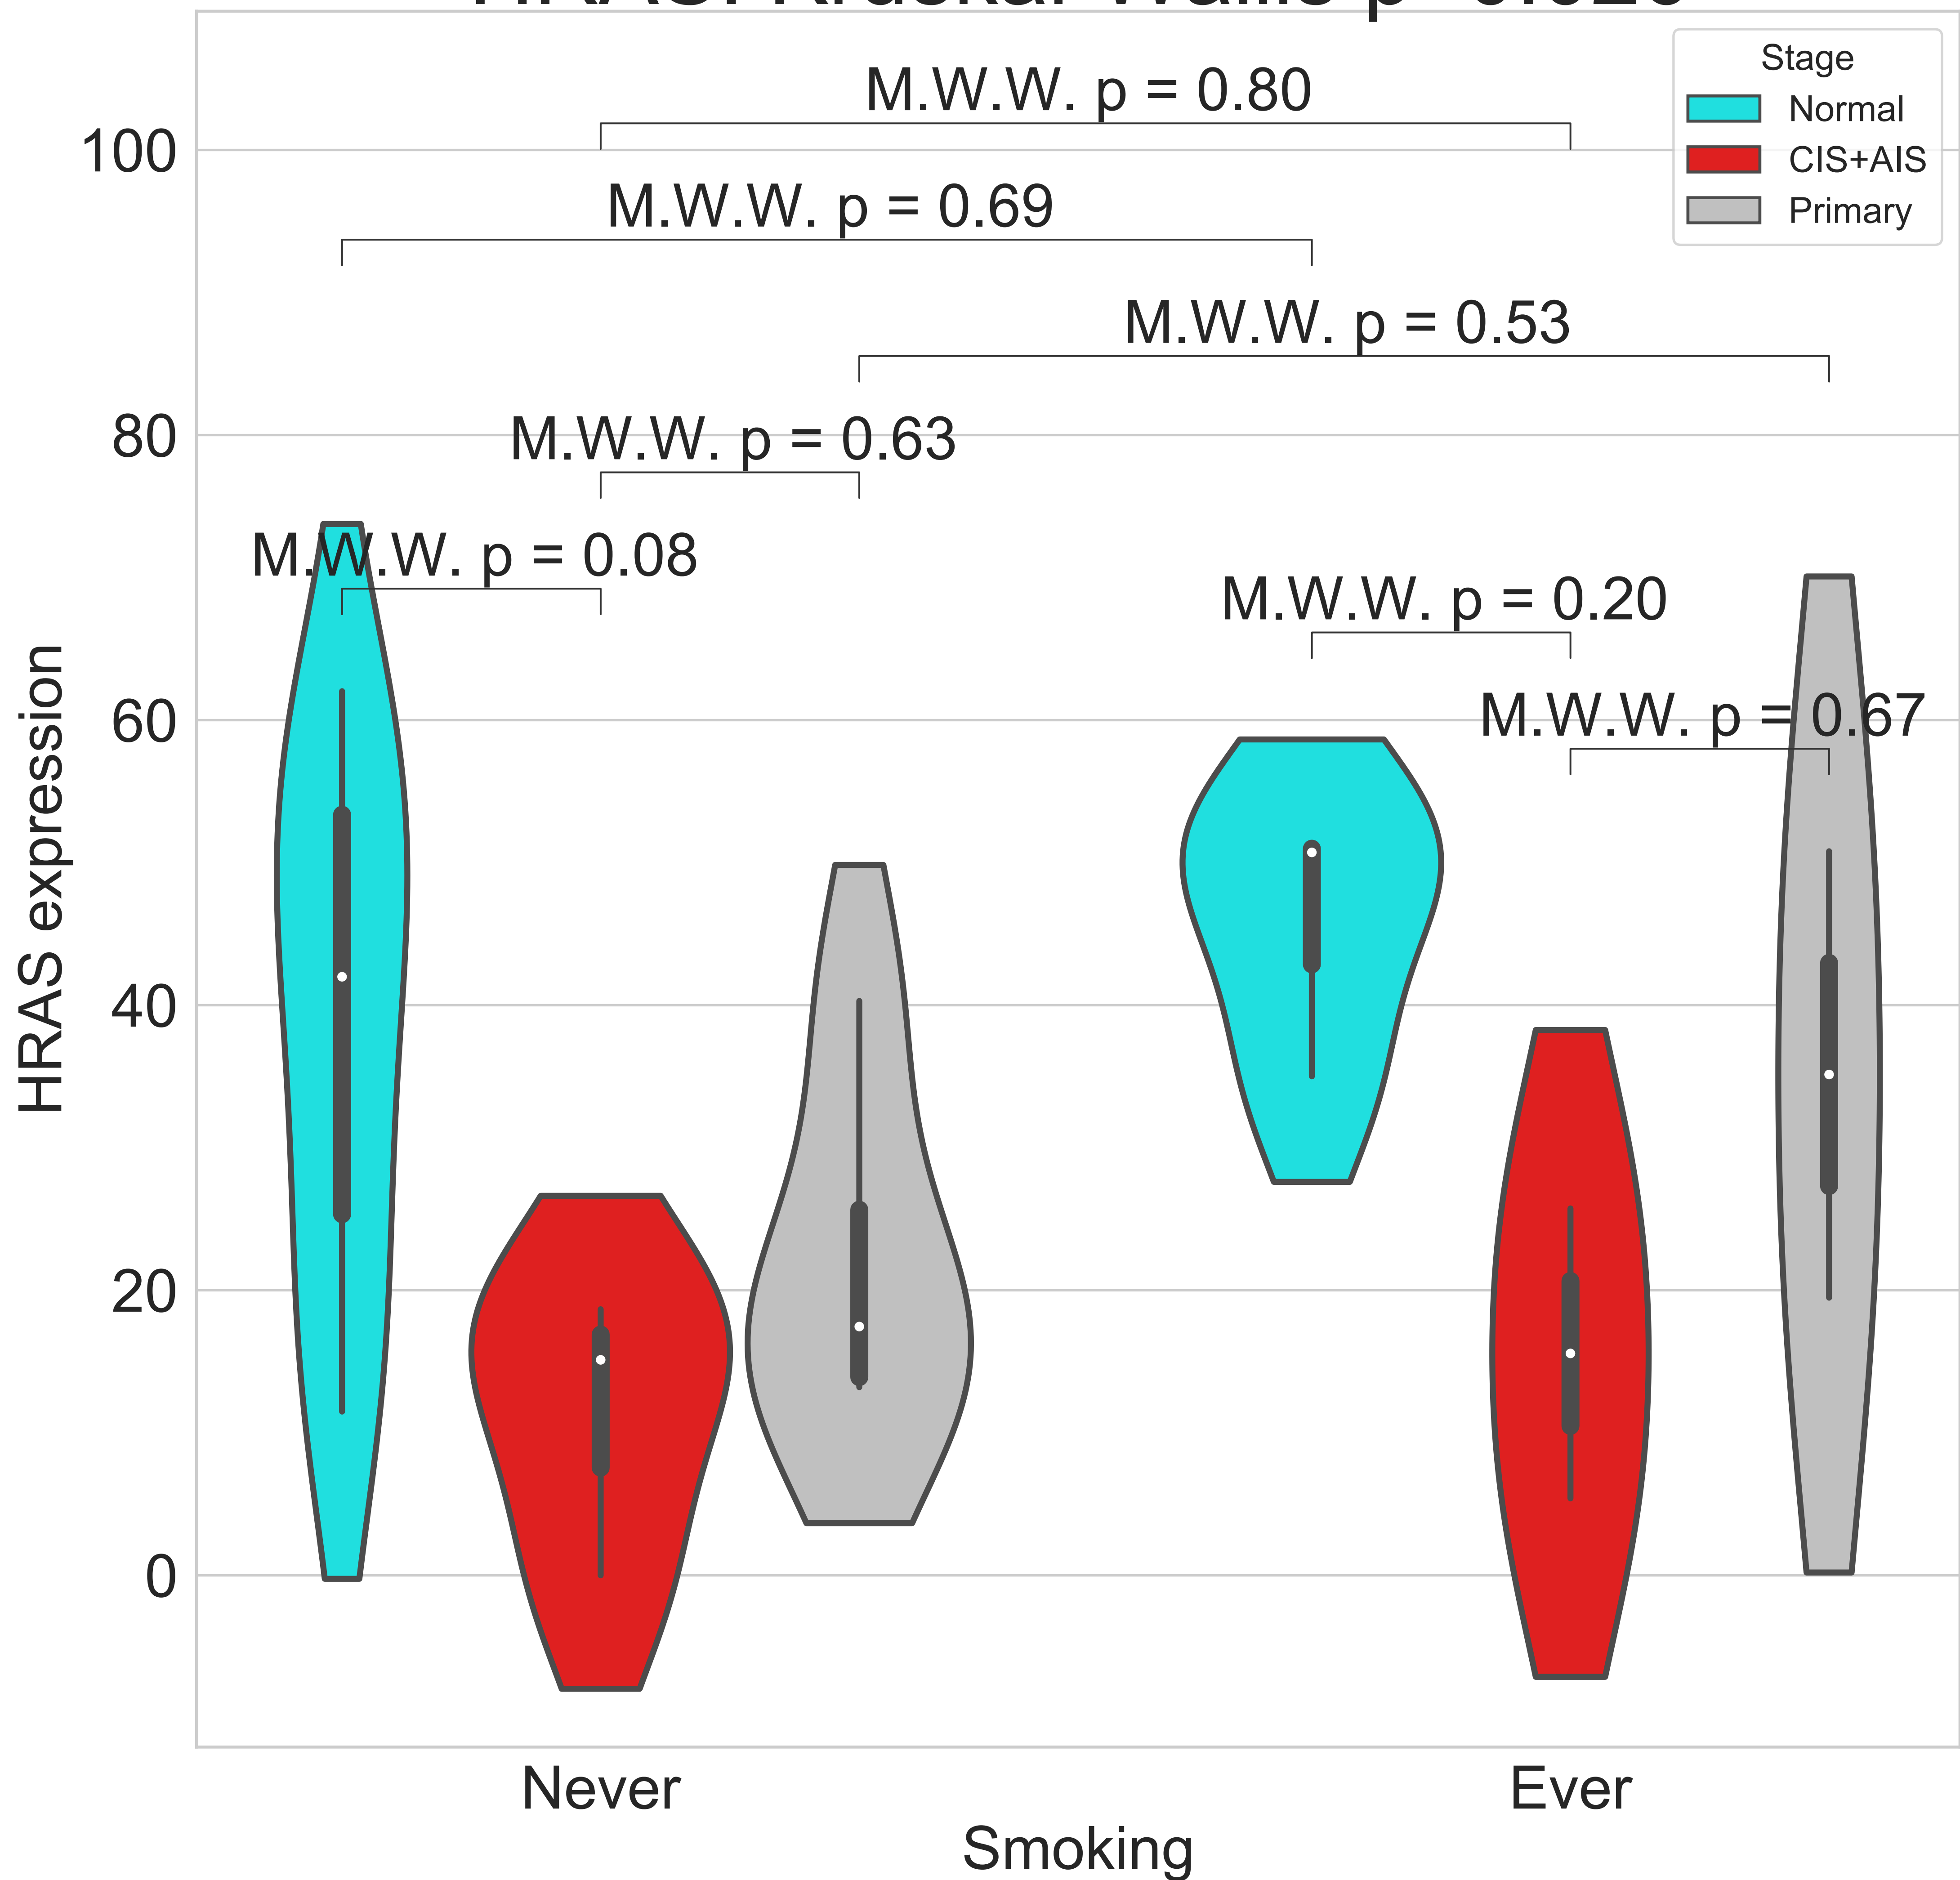 Stage
Normal
CIS+AIS
Primary
M.W.W. p = 0.80
M.W.W. p = 0.69
M.W.W. p = 0.53
M.W.W. p = 0.63
M.W.W. p = 0.08
M.W.W. p = 0.20
M.W.W. p = 0.67
100
80
60
40
20
0
HRAS expression
Never
Ever
Smoking